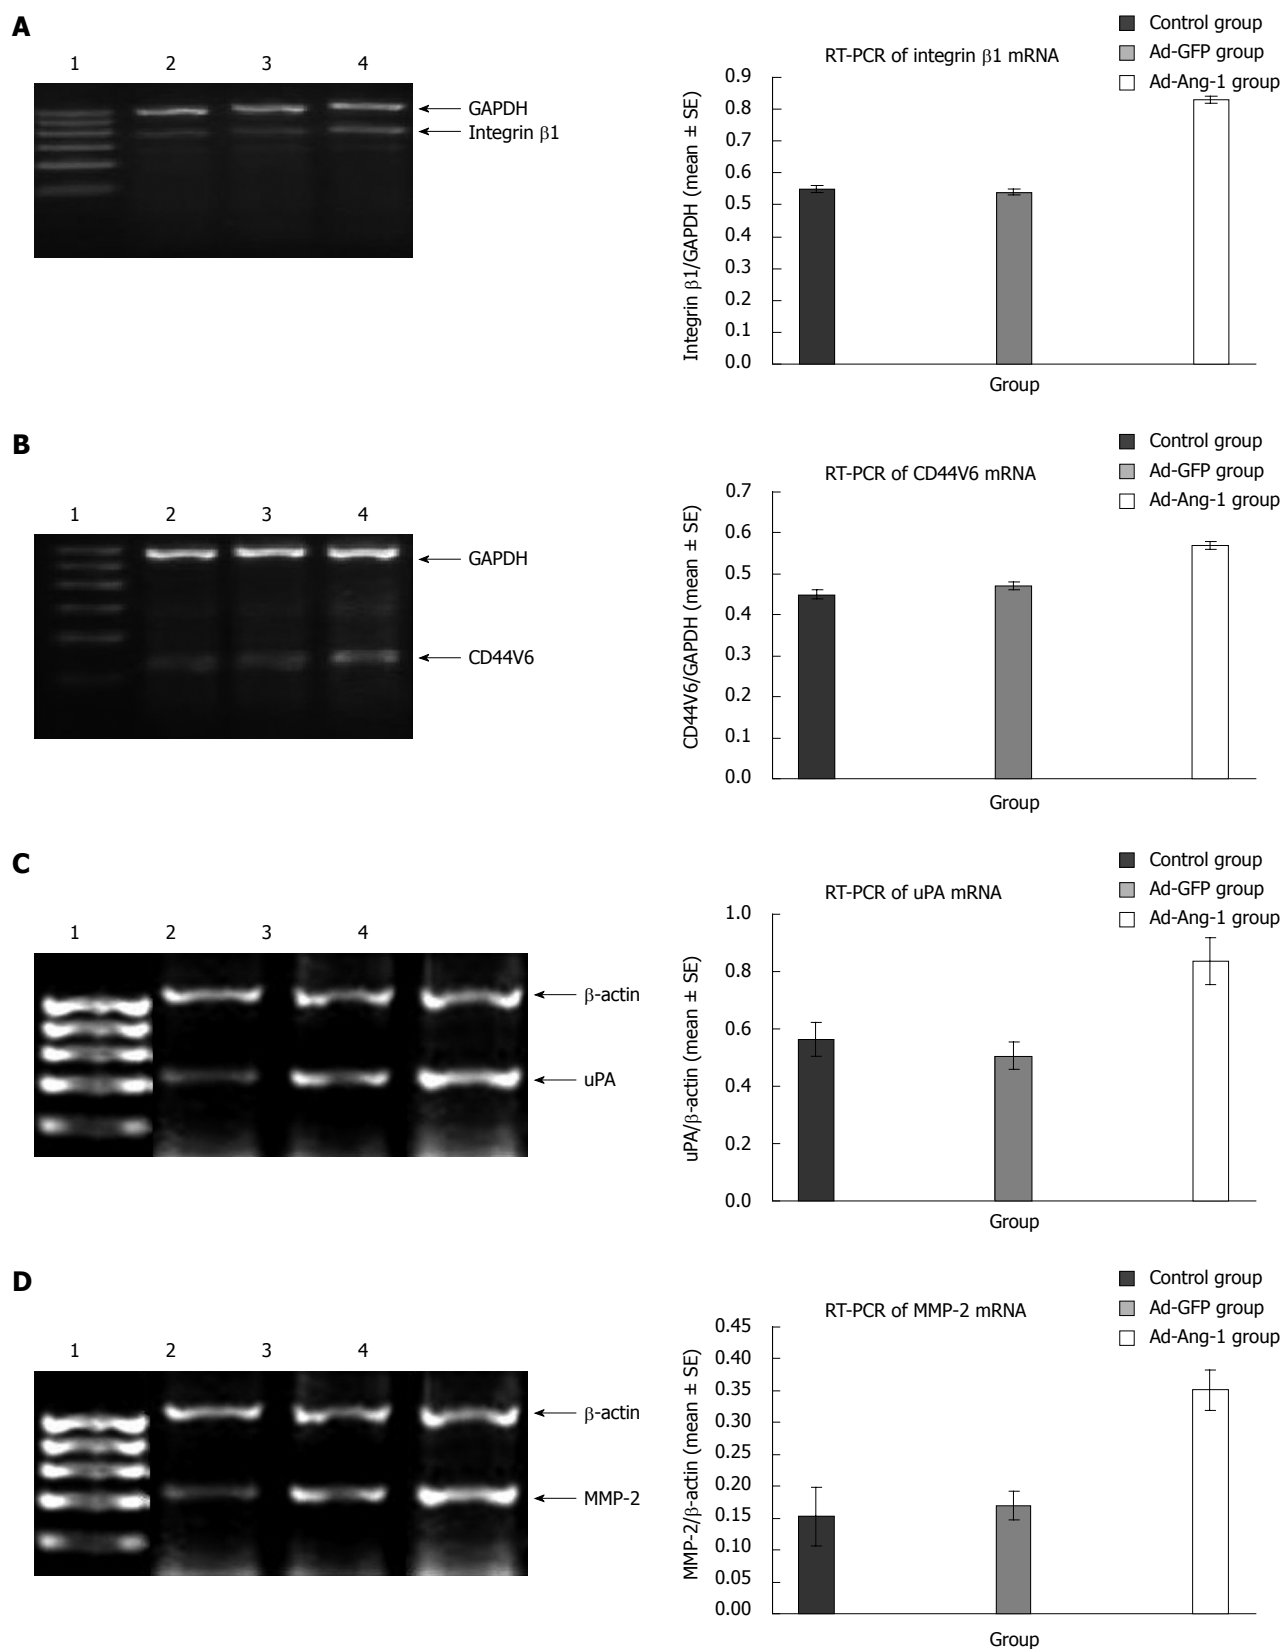 A
1 2 3 4
GAPDH
Integrin β1
RT-PCR of integrin β1 mRNA
Control group
Ad-GFP group
Ad-Ang-1 group
Integrin β1/GAPDH (mean ± SE)
0.9
0.8
0.7
0.6
0.5
0.4
0.3
0.2
0.1
0.0
Group
B
1 2 3 4
GAPDH
CD44V6
RT-PCR of CD44V6 mRNA
Control group
Ad-GFP group
Ad-Ang-1 group
CD44V6/GAPDH (mean ± SE)
0.7
0.6
0.5
0.4
0.3
0.2
0.1
0.0
Group
C
1 2 3 4
β-actin
uPA
RT-PCR of uPA mRNA
Control group
Ad-GFP group
Ad-Ang-1 group
uPA/β-actin (mean ± SE)
1.0
0.8
0.6
0.4
0.2
0.0
Group
D
1 2 3 4
β-actin
MMP-2
RT-PCR of MMP-2 mRNA
Control group
Ad-GFP group
Ad-Ang-1 group
MMP-2/β-actin (mean ± SE)
0.45
0.40
0.35
0.30
0.25
0.20
0.15
0.10
0.05
0.00
Group